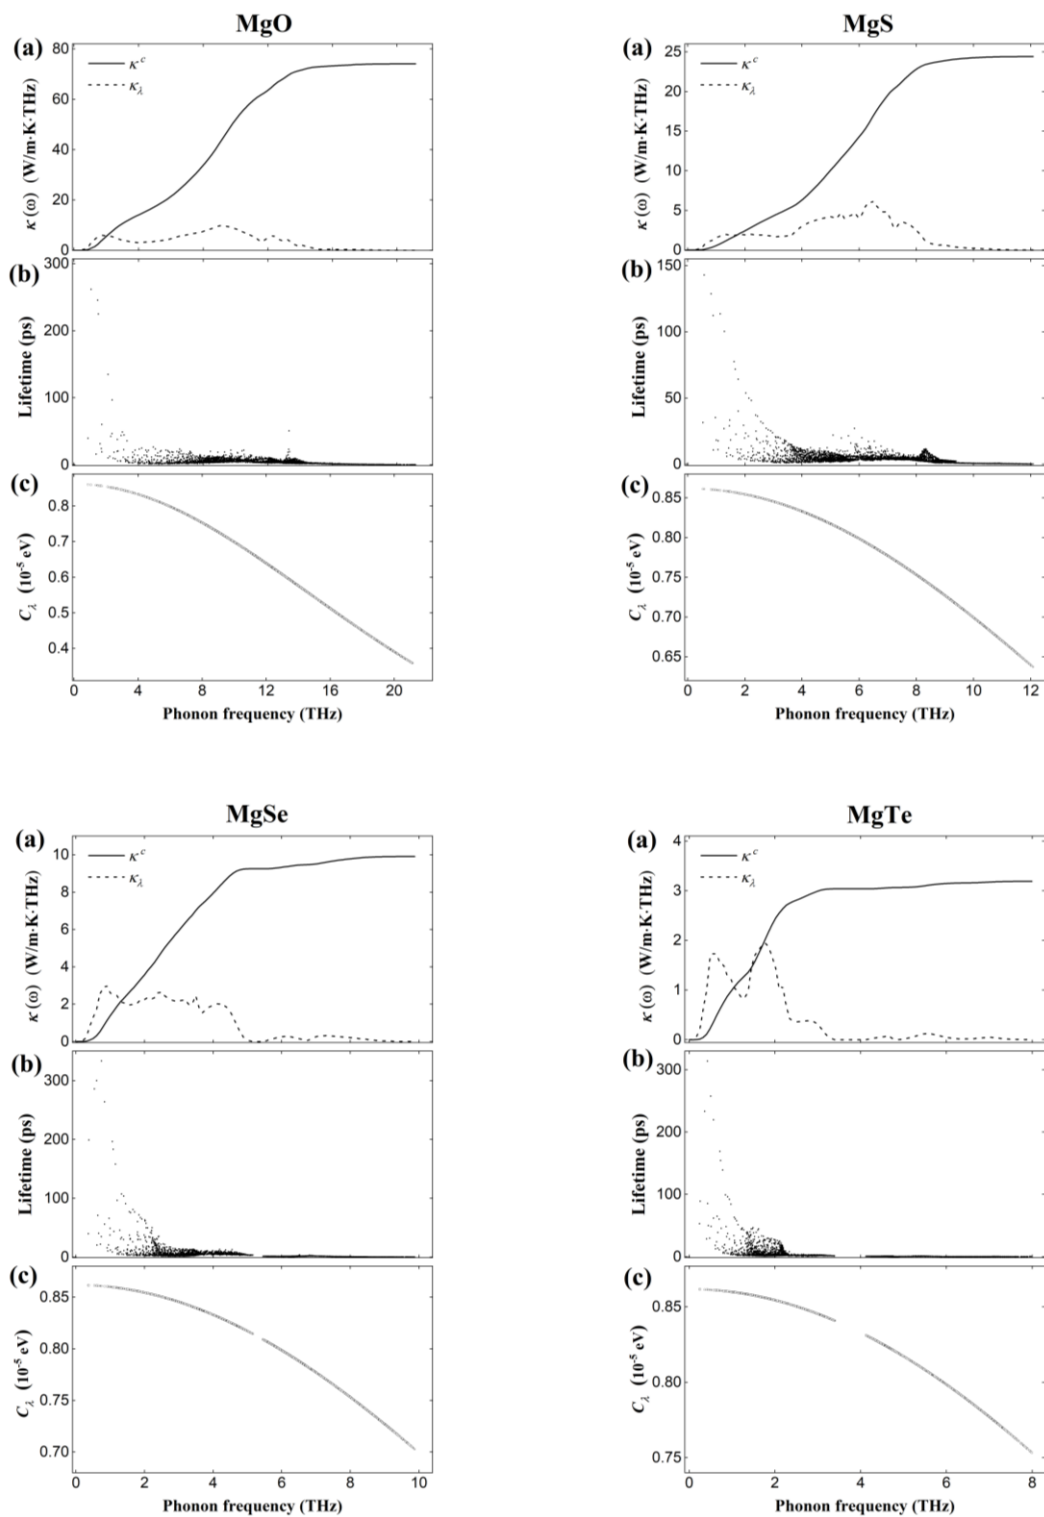 MgO
(a)
80
60
40
20
0
κ(ω) (W/m·K·THz)
κ^c
κ_λ
(b)
300
200
100
0
Lifetime (ps)
(c)
0.8
0.7
0.6
0.5
0.4
C_λ (10^-5 eV)
0 4 8 12 16 20
Phonon frequency (THz)
MgS
(a)
25
20
15
10
5
0
κ(ω) (W/m·K·THz)
κ^c
κ_λ
(b)
150
100
50
0
Lifetime (ps)
(c)
0.85
0.80
0.75
0.70
0.65
C_λ (10^-5 eV)
0 2 4 6 8 10 12
Phonon frequency (THz)
MgSe
(a)
10
8
6
4
2
0
κ(ω) (W/m·K·THz)
κ^c
κ_λ
(b)
300
200
100
0
Lifetime (ps)
(c)
0.85
0.80
0.75
0.70
C_λ (10^-5 eV)
0 2 4 6 8 10
Phonon frequency (THz)
MgTe
(a)
4
3
2
1
0
κ(ω) (W/m·K·THz)
κ^c
κ_λ
(b)
300
200
100
0
Lifetime (ps)
(c)
0.85
0.80
0.75
C_λ (10^-5 eV)
0 2 4 6 8
Phonon frequency (THz)